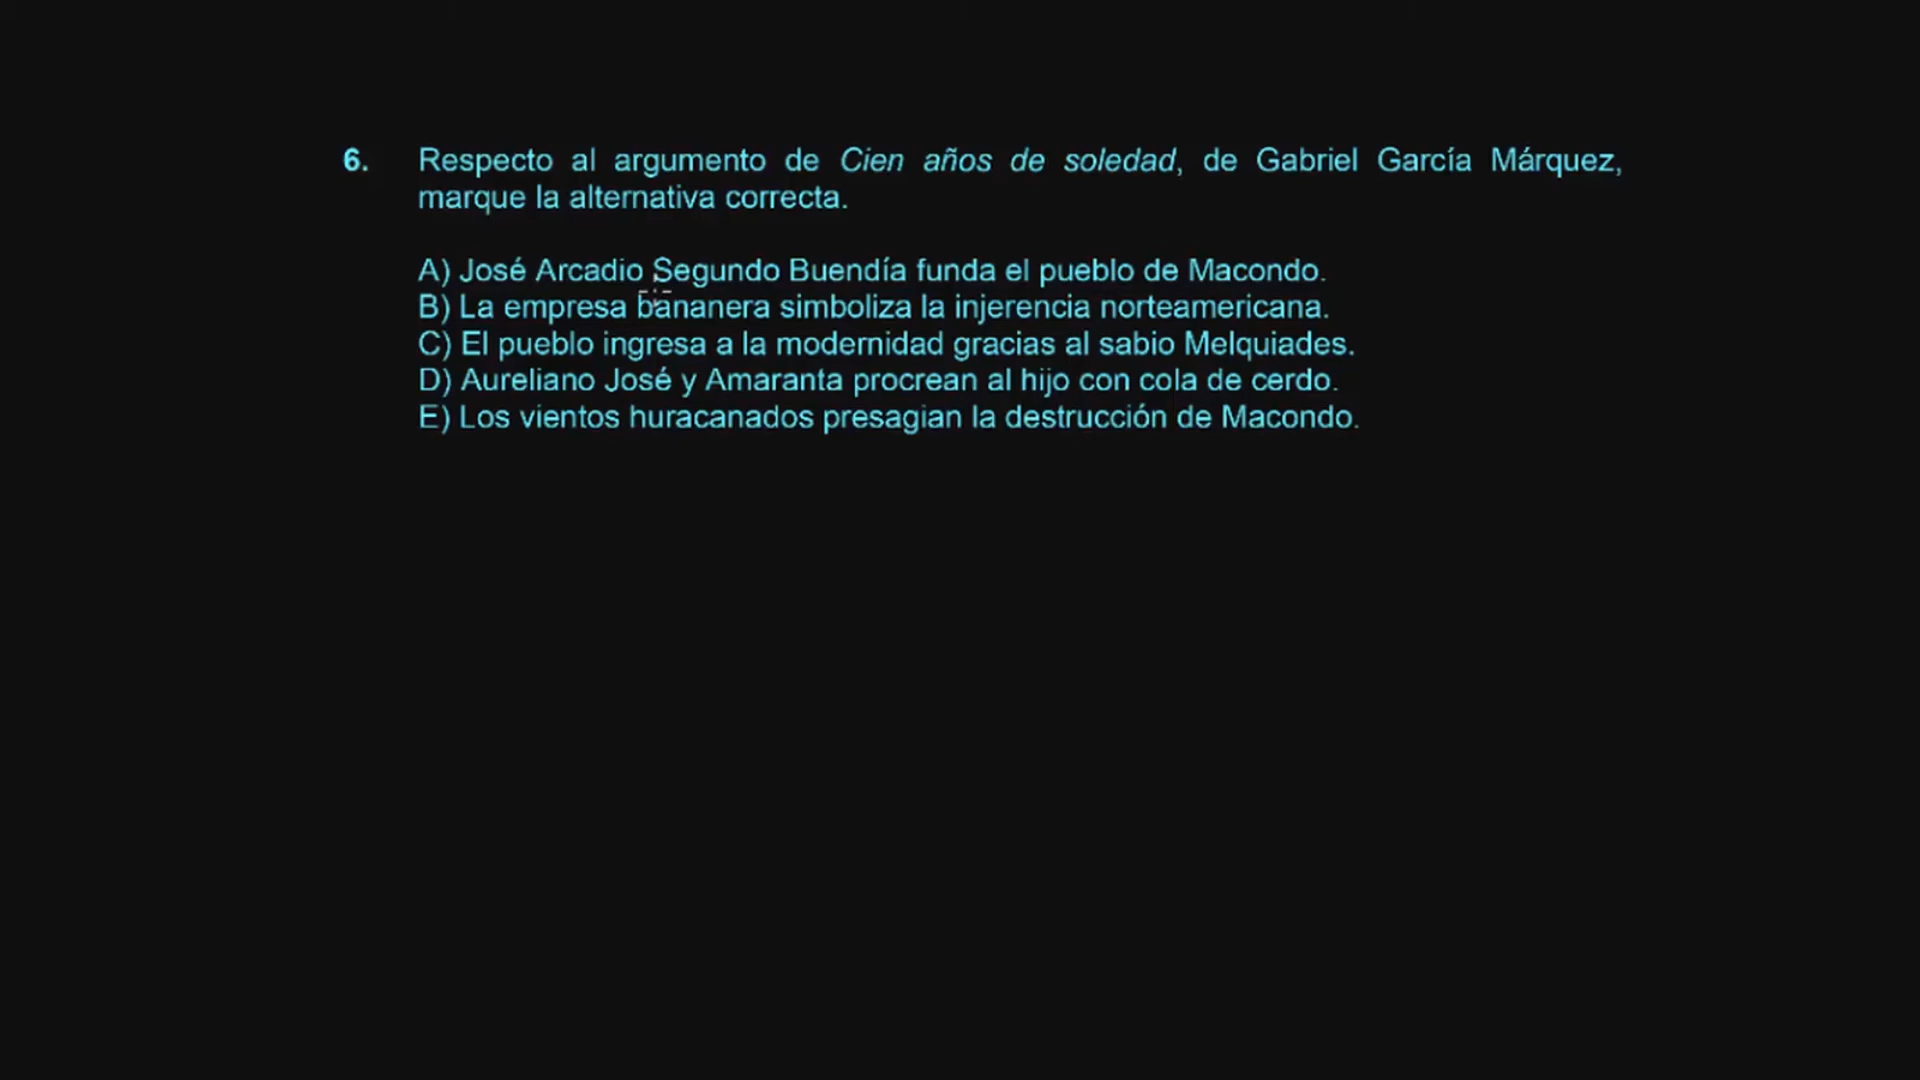 6. Respecto al argumento de Cien años de soledad, de Gabriel García Márquez,
marque la alternativa correcta.
A) José Arcadio Segundo Buendía funda el pueblo de Macondo.
B) La empresa bananera simboliza la injerencia norteamericana.
C) El pueblo ingresa a la modernidad gracias al sabio Melquiades.
D) Aureliano José y Amaranta procrean al hijo con cola de cerdo.
E) Los vientos huracanados presagian la destrucción de Macondo.